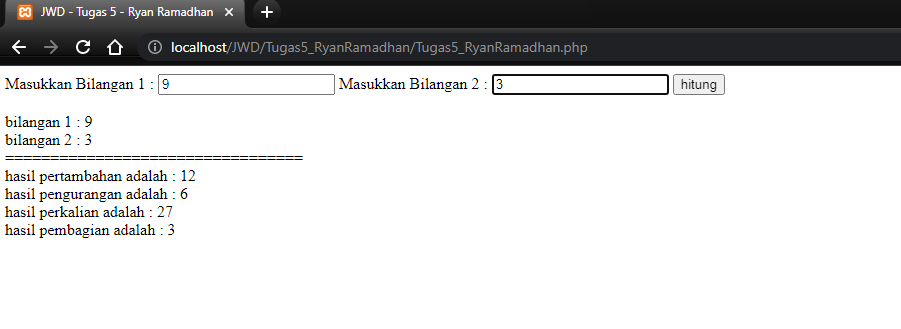 JWD - Tugas 5 - Ryan Ramadhan
localhost/JWD/Tugas5_RyanRamadhan/Tugas5_RyanRamadhan.php
Masukkan Bilangan 1 : 9 Masukkan Bilangan 2 : 3 hitung
bilangan 1 : 9
bilangan 2 : 3
=================================
hasil pertambahan adalah : 12
hasil pengurangan adalah : 6
hasil perkalian adalah : 27
hasil pembagian adalah : 3